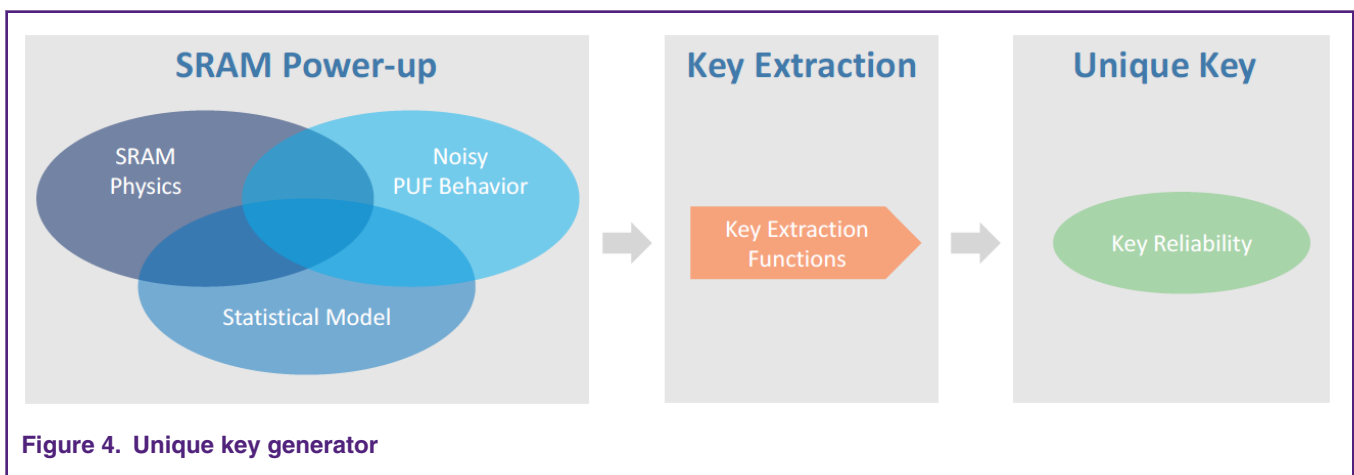 SRAM Power-up
SRAM
Physics
Noisy
PUF Behavior
Statistical Model
Key Extraction
Key Extraction
Functions
Unique Key
Key Reliability
Figure 4. Unique key generator